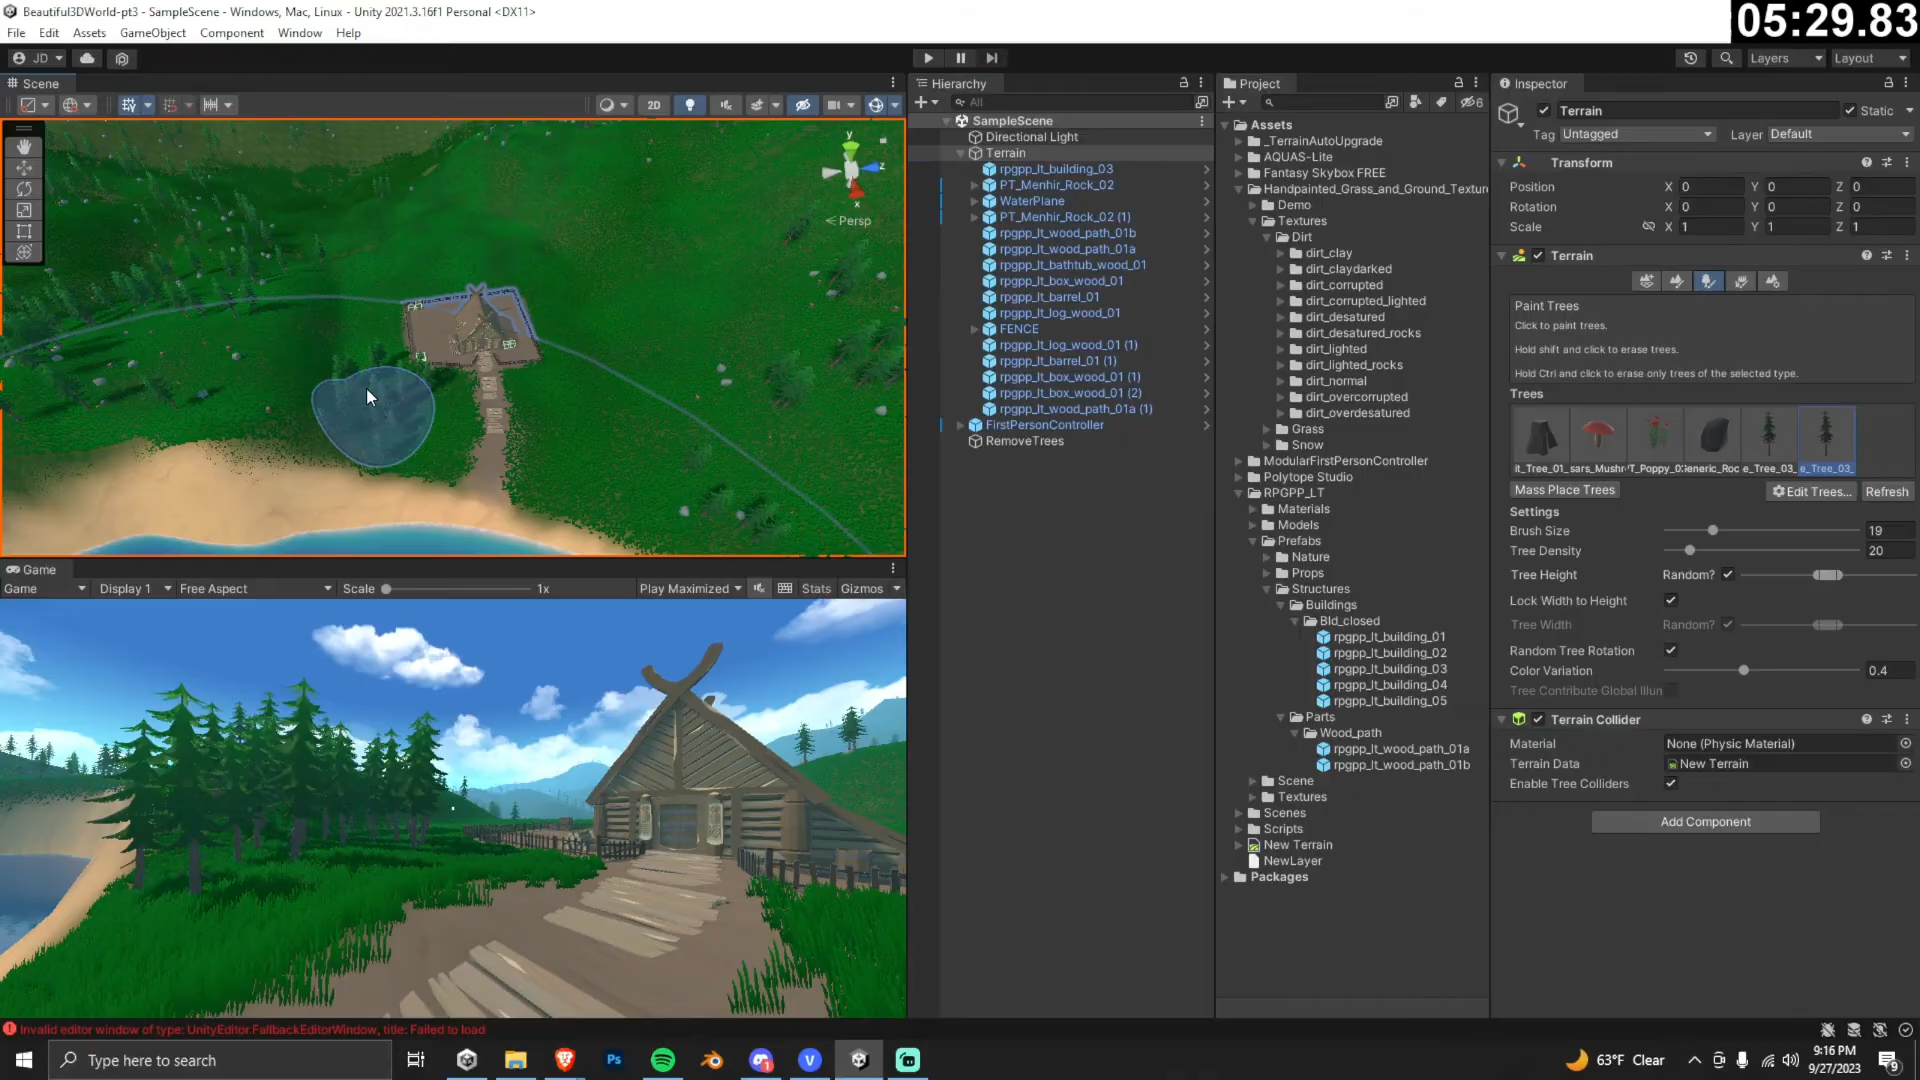 Beautiful3DWorld-pt3 - SampleScene - Windows, Mac, Linux - Unity 2021.3.16f1 Personal <DX11>
05:29.83
File Edit Assets GameObject Component Window Help
JD
Layers
Layout
Scene
2D
y
z
x
Persp
Hierarchy
All
SampleScene
Directional Light
Terrain
rpgpp_lt_building_03
PT_Menhir_Rock_02
WaterPlane
PT_Menhir_Rock_02 (1)
rpgpp_lt_wood_path_01b
rpgpp_lt_wood_path_01a
rpgpp_lt_bathtub_wood_01
rpgpp_lt_box_wood_01
rpgpp_lt_barrel_01
rpgpp_lt_log_wood_01
FENCE
rpgpp_lt_log_wood_01 (1)
rpgpp_lt_barrel_01 (1)
rpgpp_lt_box_wood_01 (1)
rpgpp_lt_box_wood_01 (2)
rpgpp_lt_wood_path_01a (1)
FirstPersonController
RemoveTrees
Project
6
Assets
_TerrainAutoUpgrade
AQUAS-Lite
Fantasy Skybox FREE
Handpainted_Grass_and_Ground_Texture
Demo
Textures
Dirt
dirt_clay
dirt_claydarked
dirt_corrupted
dirt_corrupted_lighted
dirt_desatured
dirt_desatured_rocks
dirt_lighted
dirt_lighted_rocks
dirt_normal
dirt_overcorrupted
dirt_overdesatured
Grass
Snow
ModularFirstPersonController
Polytope Studio
RPGPP_LT
Materials
Models
Prefabs
Nature
Props
Structures
Buildings
Bld_closed
rpgpp_lt_building_01
rpgpp_lt_building_02
rpgpp_lt_building_03
rpgpp_lt_building_04
rpgpp_lt_building_05
Parts
Wood_path
rpgpp_lt_wood_path_01a
rpgpp_lt_wood_path_01b
Scene
Textures
Scenes
Scripts
New Terrain
NewLayer
Packages
Inspector
Terrain
Static
Tag Untagged Layer Default
Transform
Position X 0 Y 0 Z 0
Rotation X 0 Y 0 Z 0
Scale X 1 Y 1 Z 1
Terrain
Paint Trees
Click to paint trees.
Hold shift and click to erase trees.
Hold Ctrl and click to erase only trees of the selected type.
Trees
it_Tree_01_ sars_Mushr 'T_Poppy_0 Generic_Roc e_Tree_03_ e_Tree_03_
Mass Place Trees Edit Trees... Refresh
Settings
Brush Size 19
Tree Density 20
Tree Height Random?
Lock Width to Height
Tree Width Random?
Random Tree Rotation
Color Variation 0.4
Tree Contribute Global Illun
Terrain Collider
Material None (Physic Material)
Terrain Data New Terrain
Enable Tree Colliders
Add Component
Game
Game Display 1 Free Aspect Scale 1x Play Maximized Stats Gizmos
Invalid editor window of type: UnityEditor.FallbackEditorWindow, title: Failed to load
Type here to search
Ps
1
V
63°F Clear
9:16 PM
9/27/2023
9